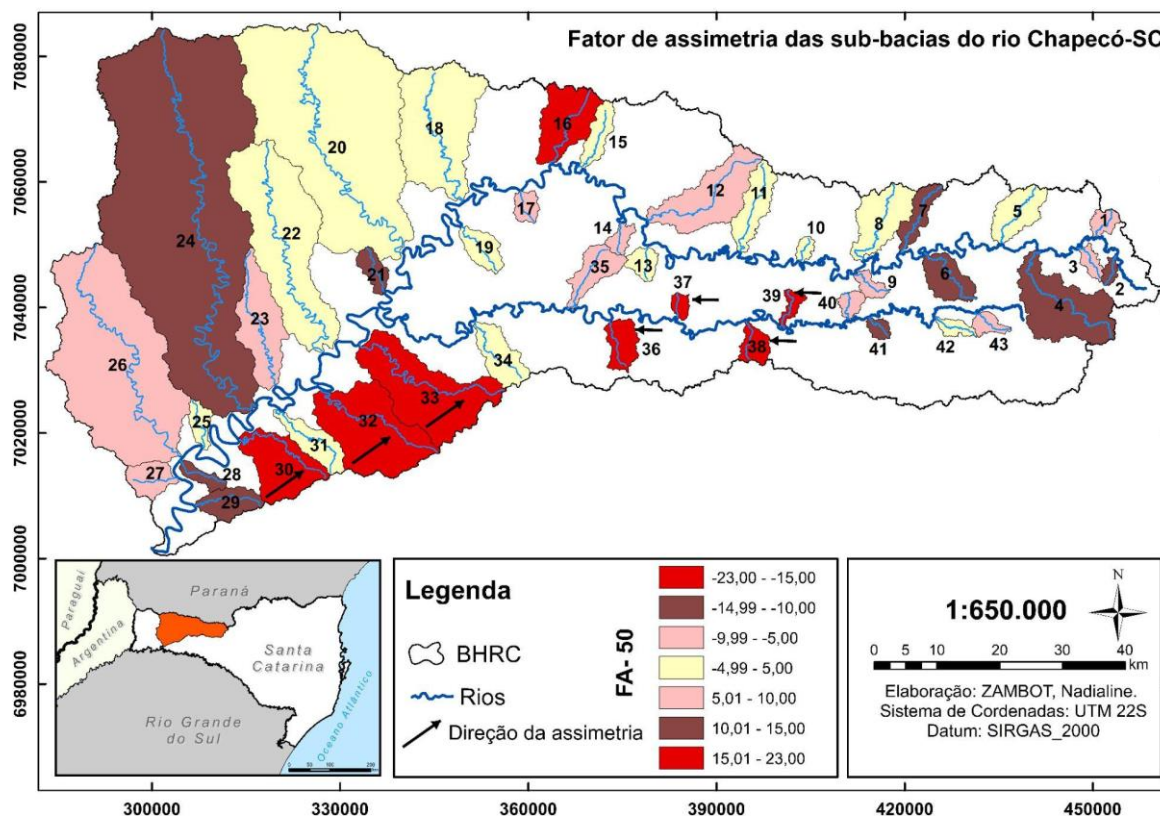 Fator de assimetria das sub-bacias do rio Chapecó-SC
7080000
7060000
7040000
7020000
7000000
6980000
24
20
18
16
15
12
11
10
8
7
5
1
22
17
19
14
35
13
37
39
9
40
6
3
2
4
21
23
26
36
38
41
42
43
34
33
32
31
30
25
27
28
29
Paraguai
Argentina
Paraná
Santa
Catarina
Rio Grande
do Sul
Oceano Atlântico
Legenda
BHRC
Rios
Direção da assimetria
FA- 50
-23,00 - -15,00
-14,99 - -10,00
-9,99 - -5,00
-4,99 - 5,00
5,01 - 10,00
10,01 - 15,00
15,01 - 23,00
1:650.000
N
0 5 10 20 30 40
km
Elaboração: ZAMBOT, Nadialine.
Sistema de Cordenadas: UTM 22S
Datum: SIRGAS_2000
300000 330000 360000 390000 420000 450000